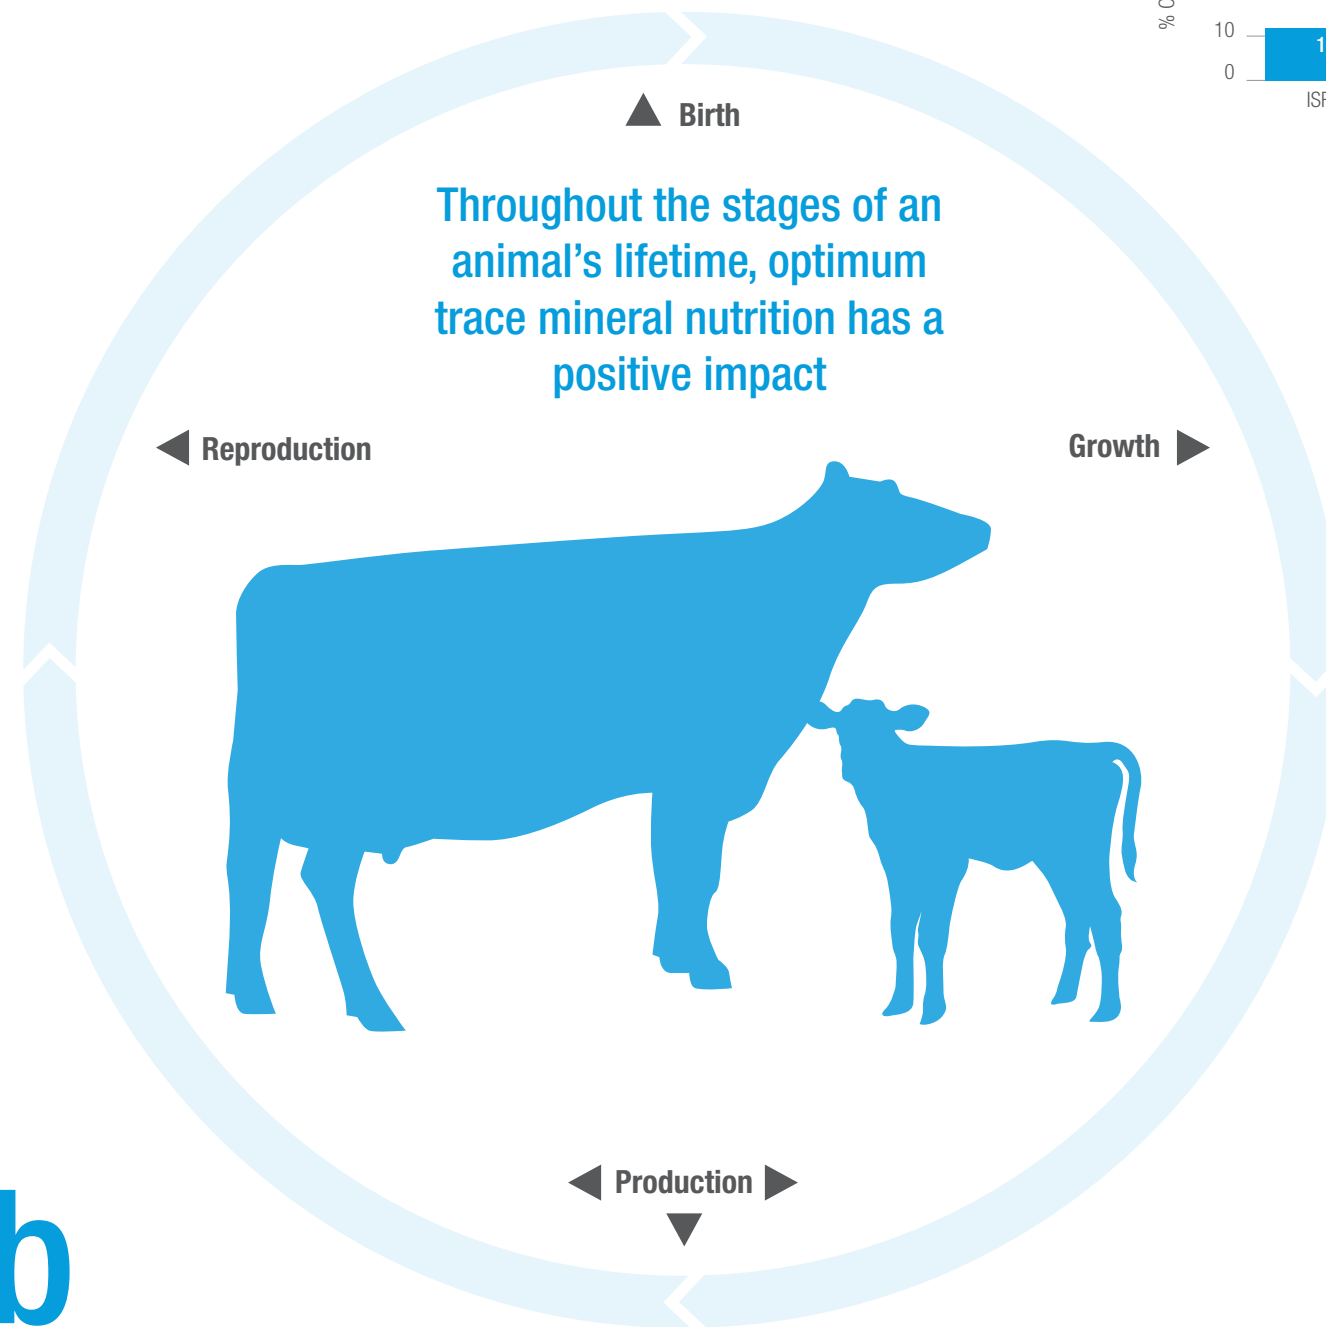 10
0
Birth
Throughout the stages of an
animal’s lifetime, optimum
trace mineral nutrition has a
positive impact
Reproduction
Growth
Production
b